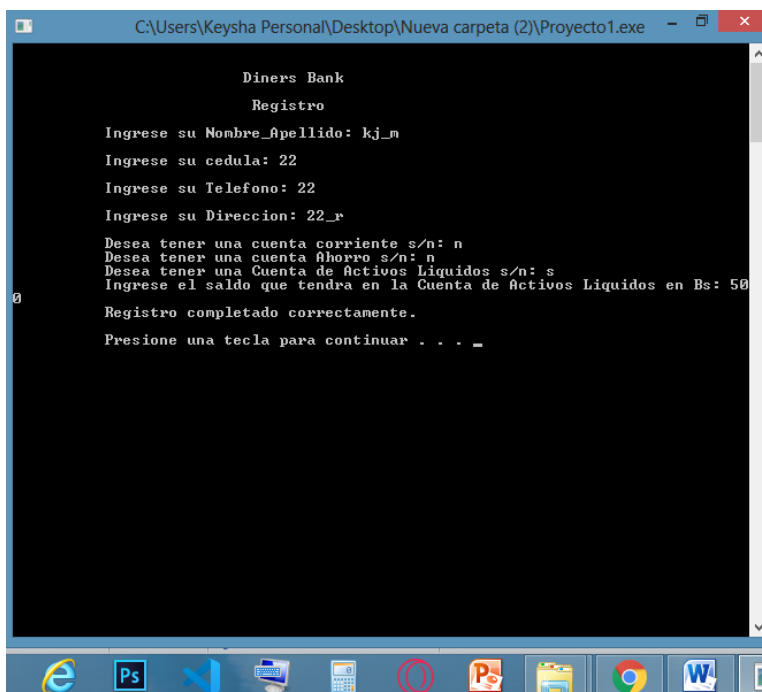 C:\Users\Keysha Personal\Desktop\Nueva carpeta (2)\Proyecto1.exe
Diners Bank
Registro
Ingrese su Nombre_Apellido: kj_m
Ingrese su cedula: 22
Ingrese su Telefono: 22
Ingrese su Direccion: 22_r
Desea tener una cuenta corriente s/n: n
Desea tener una cuenta Ahorro s/n: n
Desea tener una Cuenta de Activos Liquidos s/n: s
Ingrese el saldo que tendra en la Cuenta de Activos Liquidos en Bs: 50
0
Registro completado correctamente.
Presione una tecla para continuar . . . _
Ps